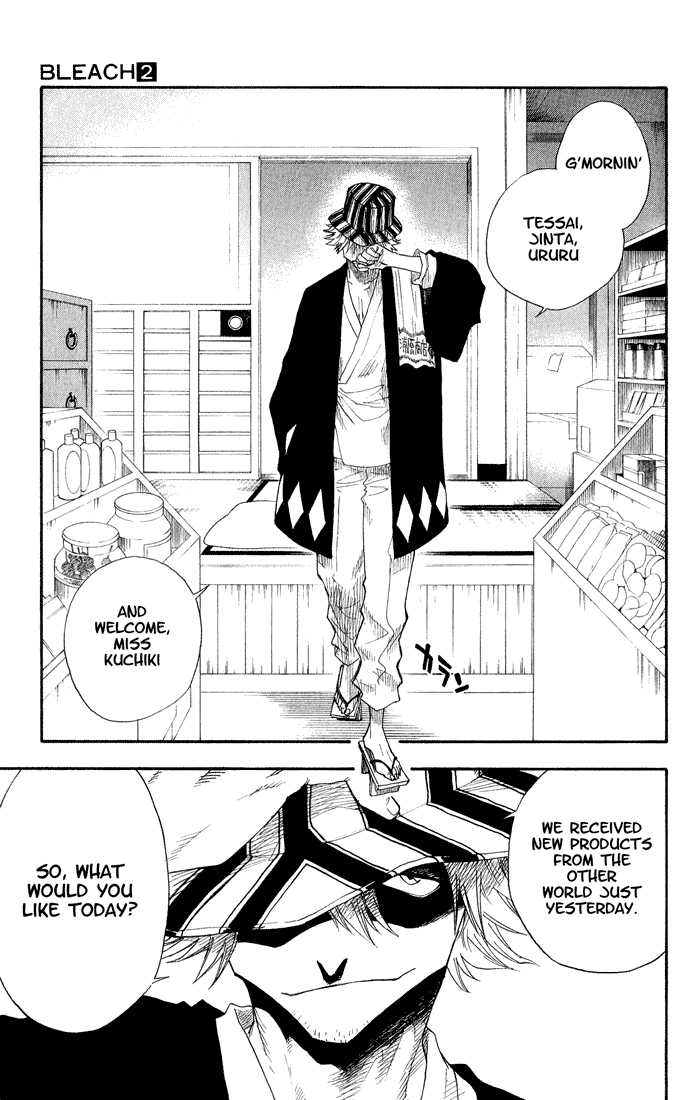 BLEACH2
G'MORNIN'
TESSAI,
JINTA,
URURU
AND
WELCOME,
MISS
KUCHIKI
カラン
WE RECEIVED
NEW PRODUCTS
FROM THE
OTHER
WORLD JUST
YESTERDAY.
SO, WHAT
WOULD YOU
LIKE TODAY?